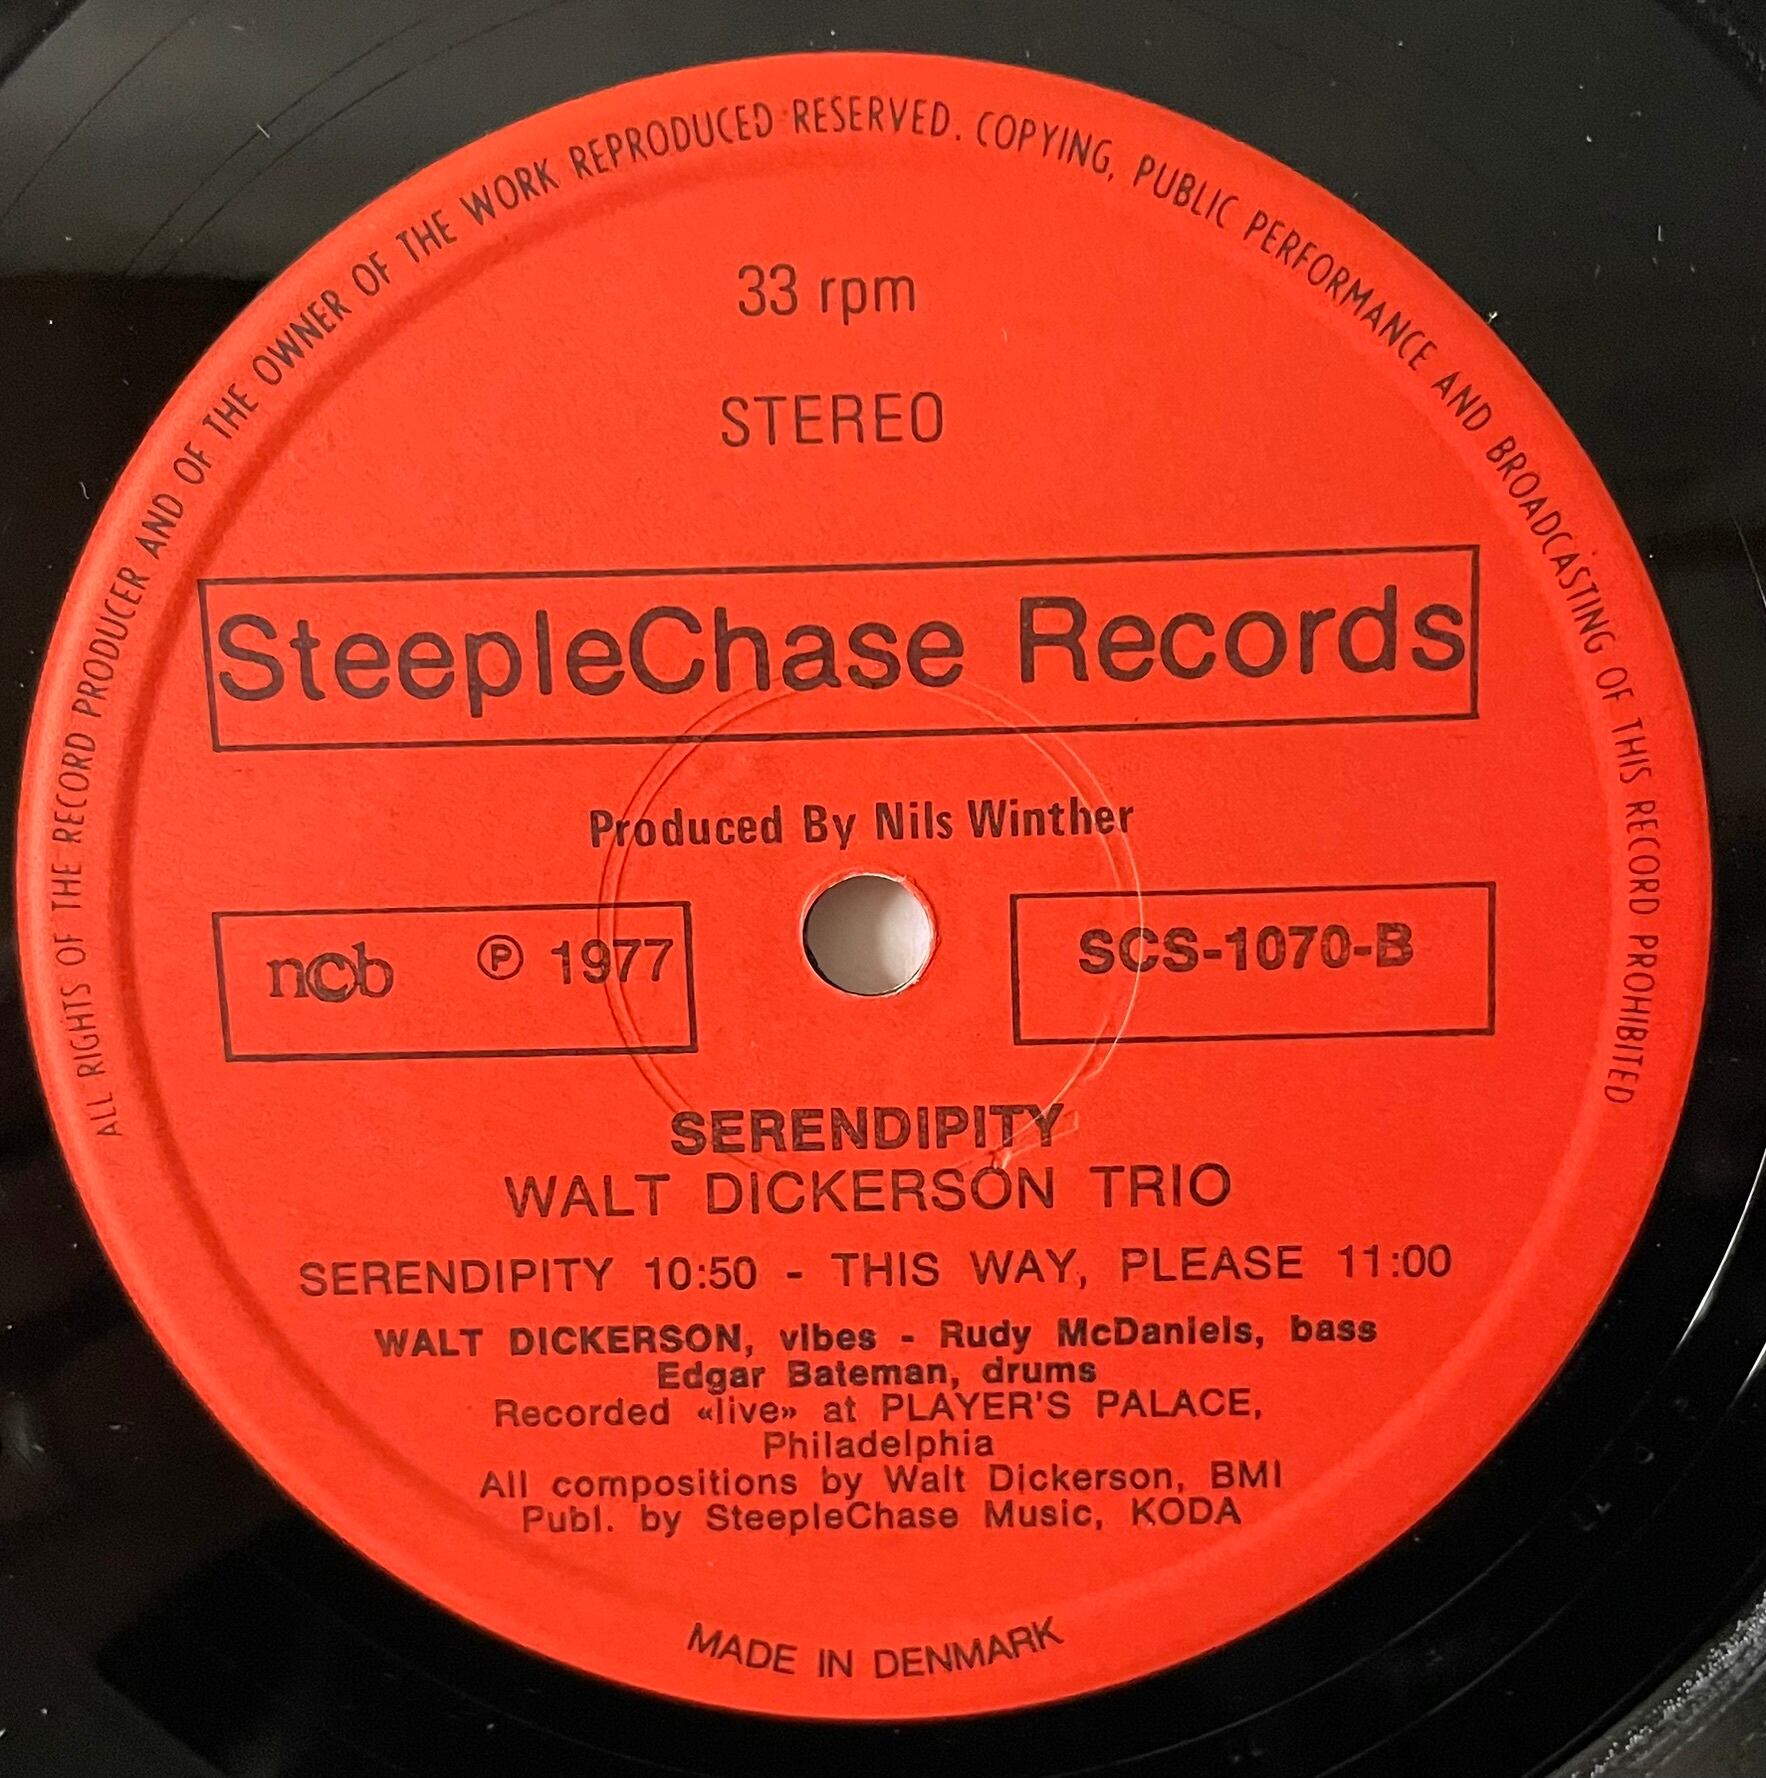 ALL RIGHTS OF THE RECORD PRODUCER AND OF THE OWNER OF THE WORK REPRODUCED RESERVED. COPYING, PUBLIC PERFORMANCE AND BROADCASTING OF THIS RECORD PROHIBITED
33 rpm
STEREO
SteepleChase Records
Produced By Nils Winther
ncb ℗ 1977
SCS-1070-B
SERENDIPITY
WALT DICKERSON TRIO
SERENDIPITY 10:50 - THIS WAY, PLEASE 11:00
WALT DICKERSON, vibes - Rudy McDaniels, bass
Edgar Bateman, drums
Recorded «live» at PLAYER'S PALACE,
Philadelphia
All compositions by Walt Dickerson, BMI
Publ. by SteepleChase Music, KODA
MADE IN DENMARK